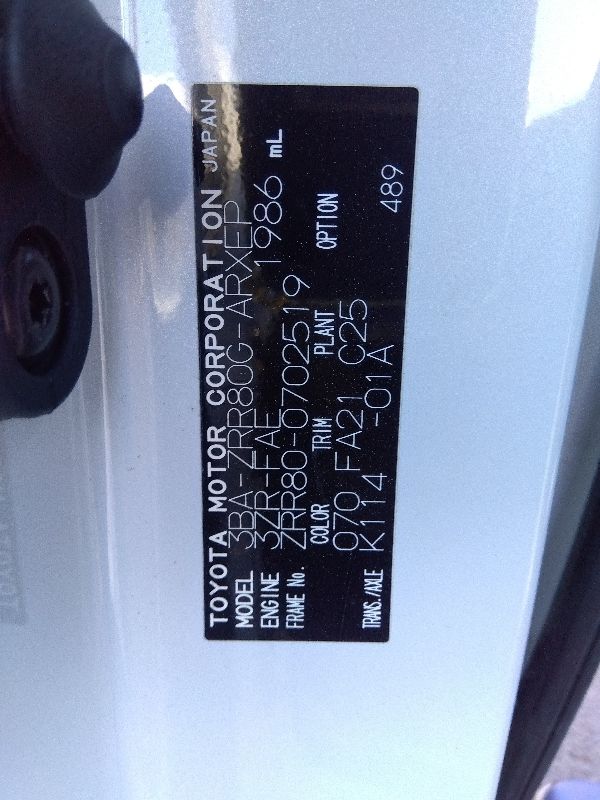 TOYOTA MOTOR CORPORATION JAPAN
MODEL 3BA-ZRR80G-ARXEP
ENGINE 3ZR-FAE 1986 mL
FRAME No. ZRR80-0702519
COLOR TRIM PLANT OPTION
070 FA21 C25
TRANS./AXLE K114 -01A 489